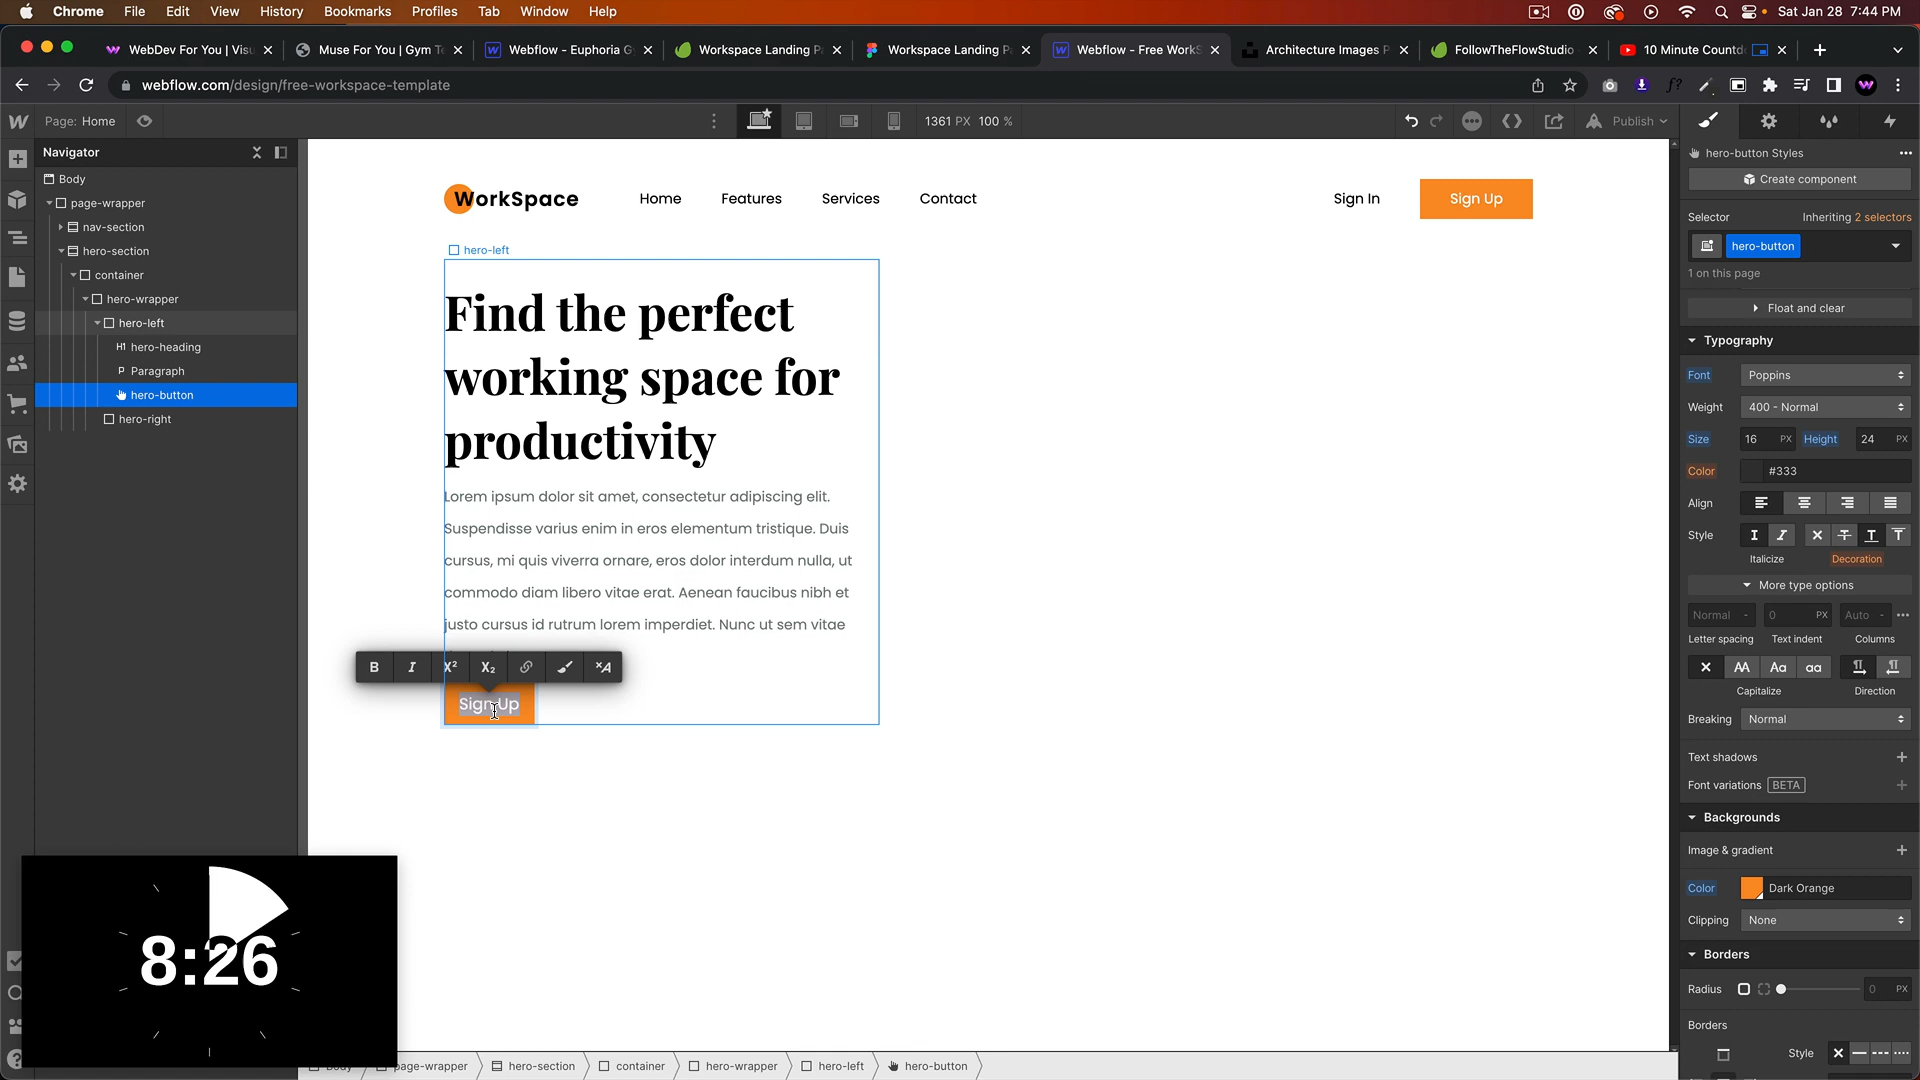 Chrome File Edit View History Bookmarks Profiles Tab Window Help Sat Jan 28 7:44 PM
WebDev For You | Visu Muse For You | Gym Te Webflow - Euphoria G Workspace Landing P Workspace Landing P Webflow - Free WorkS Architecture Images P FollowTheFlowStudio 10 Minute Countd
webflow.com/design/free-workspace-template
Page: Home 1361 PX 100 % Publish
Navigator
Body
page-wrapper
nav-section
hero-section
container
hero-wrapper
hero-left
H1 hero-heading
P Paragraph
hero-button
hero-right
WorkSpace Home Features Services Contact Sign In Sign Up
hero-left
Find the perfect
working space for
productivity
Lorem ipsum dolor sit amet, consectetur adipiscing elit.
Suspendisse varius enim in eros elementum tristique. Duis
cursus, mi quis viverra ornare, eros dolor interdum nulla, ut
commodo diam libero vitae erat. Aenean faucibus nibh et
justo cursus id rutrum lorem imperdiet. Nunc ut sem vitae
B I X² X₂
Sign Up
8:26
page-wrapper hero-section container hero-wrapper hero-left hero-button
hero-button Styles
Create component
Selector Inheriting 2 selectors
hero-button
1 on this page
Float and clear
Typography
Font Poppins
Weight 400 - Normal
Size 16 PX Height 24 PX
Color #333
Align
Style
Italicize Decoration
More type options
Normal 0 PX Auto
Letter spacing Text indent Columns
AA Aa aa
Capitalize Direction
Breaking Normal
Text shadows
Font variations BETA
Backgrounds
Image & gradient
Color Dark Orange
Clipping None
Borders
Radius 0 PX
Borders
Style